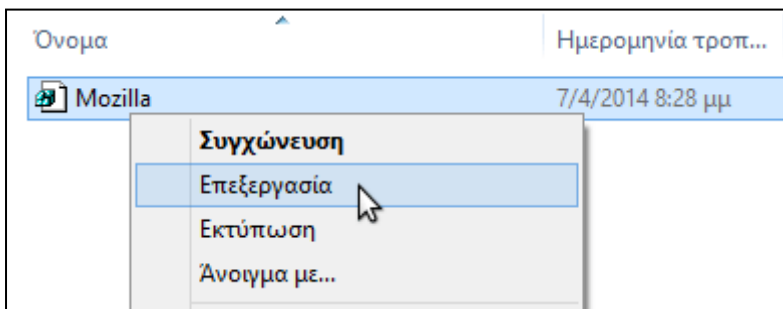 Όνομα Ημερομηνία τροπ...
Mozilla 7/4/2014 8:28 μμ
Συγχώνευση
Επεξεργασία
Εκτύπωση
Άνοιγμα με...